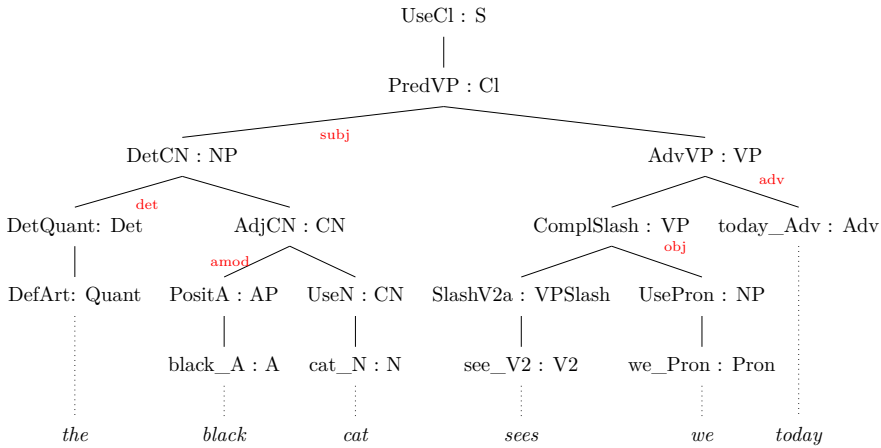 UseCl : S
PredVP : Cl
subj
DetCN : NP AdvVP : VP
det adv
DetQuant: Det AdjCN : CN ComplSlash : VP today_Adv : Adv
amod obj
DefArt: Quant PositA : AP UseN : CN SlashV2a : VPSlash UsePron : NP
black_A : A cat_N : N see_V2 : V2 we_Pron : Pron
the black cat sees we today